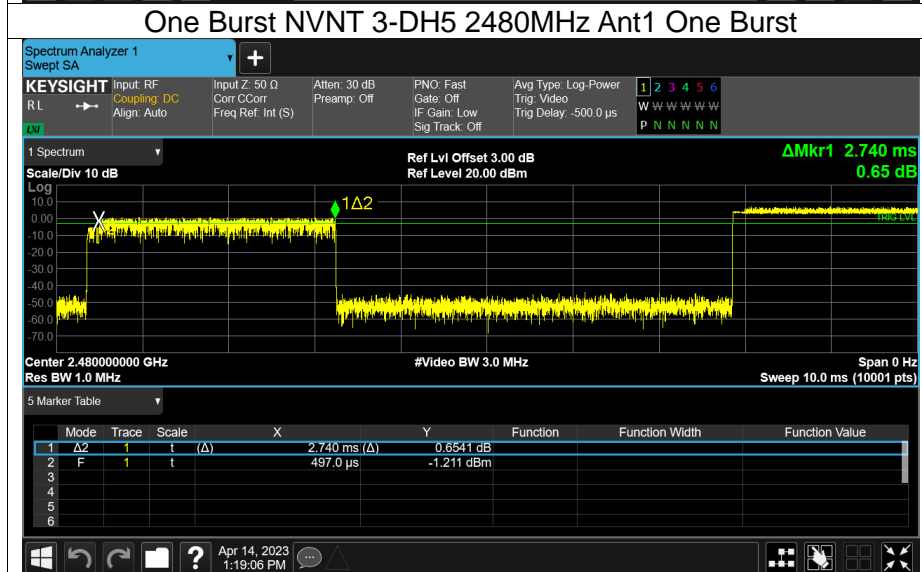 One Burst NVNT 3-DH5 2480MHz Ant1 One Burst
Spectrum Analyzer 1
Swept SA
+
KEYSIGHT Input: RF Input Z: 50 Ω Atten: 30 dB PNO: Fast Avg Type: Log-Power 1 2 3 4 5 6
RL Coupling: DC Corr CCorr Preamp: Off Gate: Off Trig: Video W W W W W W
Align: Auto Freq Ref: Int (S) IF Gain: Low Trig Delay: -500.0 µs
LXI Sig Track: Off P N N N N N
1 Spectrum Ref Lvl Offset 3.00 dB ΔMkr1 2.740 ms
Scale/Div 10 dB Ref Level 20.00 dBm 0.65 dB
Log
10.0
1Δ2
0.00
X2
TRIG LVL
-10.0
-20.0
-30.0
-40.0
-50.0
-60.0
-70.0
Center 2.480000000 GHz #Video BW 3.0 MHz Span 0 Hz
Res BW 1.0 MHz Sweep 10.0 ms (10001 pts)
5 Marker Table
Mode Trace Scale X Y Function Function Width Function Value
1 Δ2 1 t (Δ) 2.740 ms (Δ) 0.6541 dB
2 F 1 t 497.0 µs -1.211 dBm
3
4
5
6
? Apr 14, 2023
1:19:06 PM